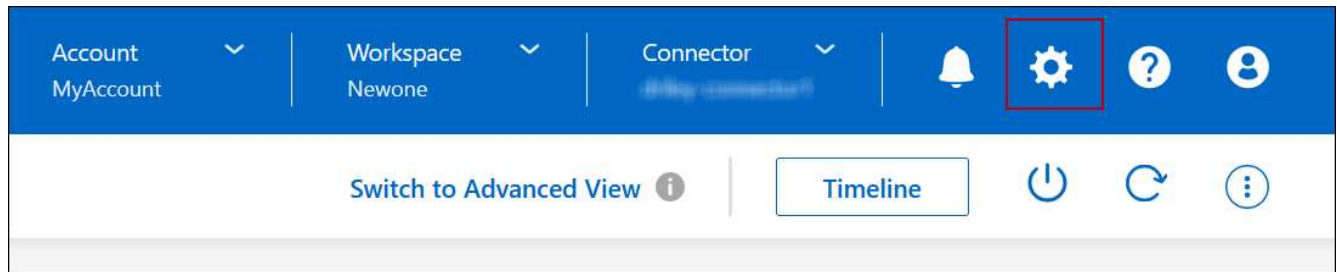 Account
MyAccount
Workspace
Newone
Connector
Switch to Advanced View
Timeline